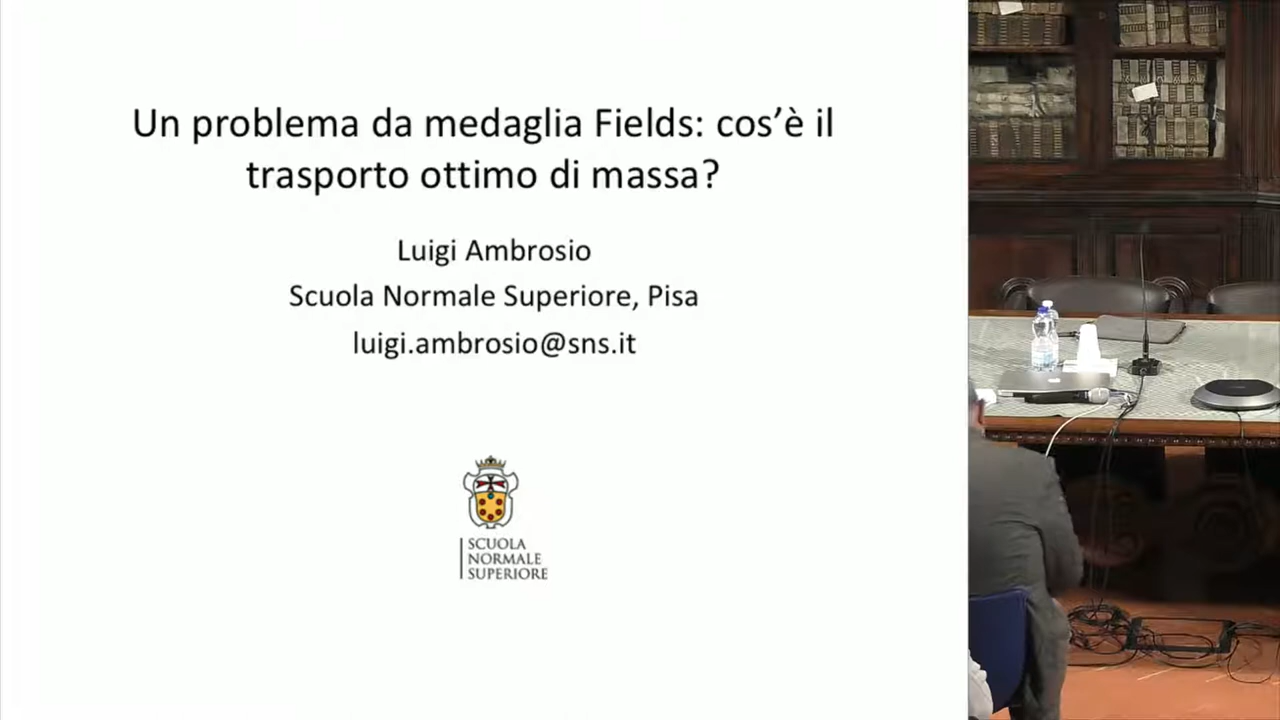 Un problema da medaglia Fields: cos’è il
trasporto ottimo di massa?
Luigi Ambrosio
Scuola Normale Superiore, Pisa
luigi.ambrosio@sns.it
SCUOLA
NORMALE
SUPERIORE